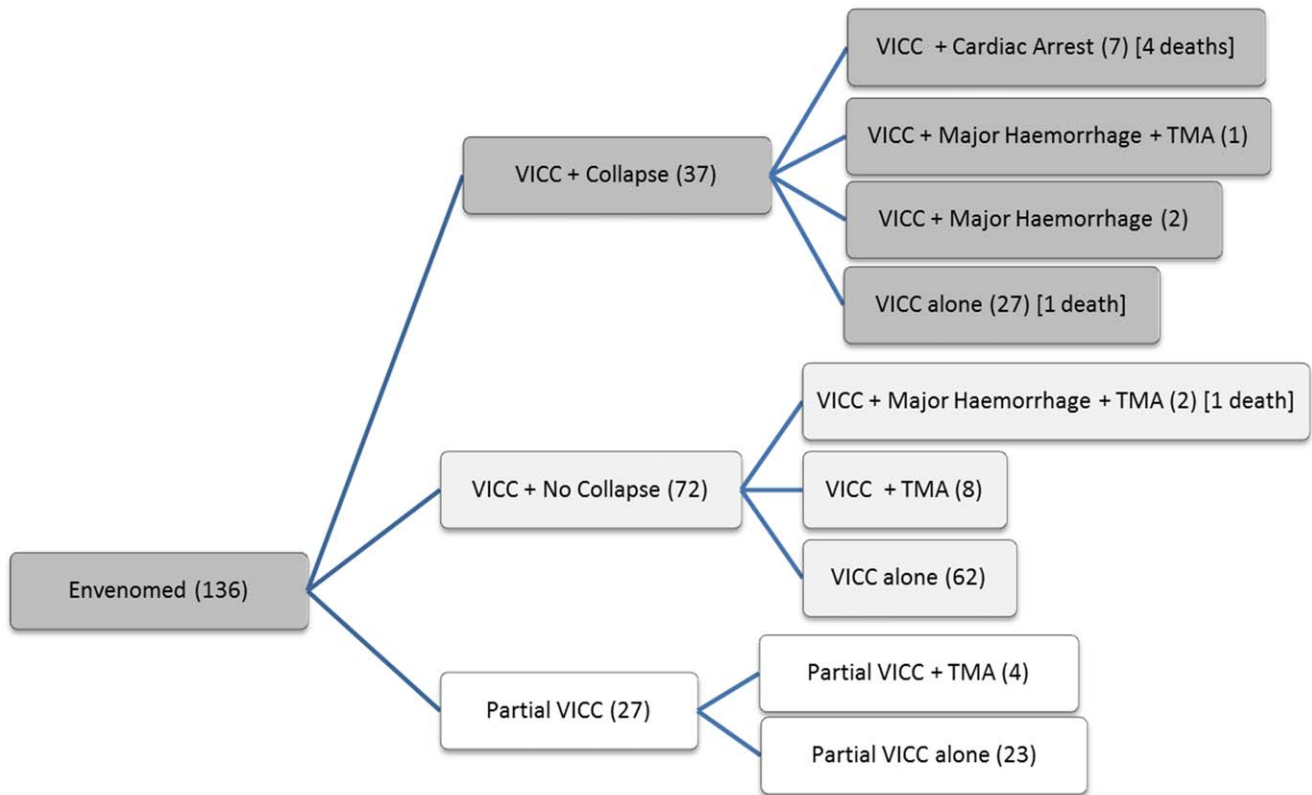 Envenomed (136)
VICC + Collapse (37)
VICC + Cardiac Arrest (7) [4 deaths]
VICC + Major Haemorrhage + TMA (1)
VICC + Major Haemorrhage (2)
VICC alone (27) [1 death]
VICC + No Collapse (72)
VICC + Major Haemorrhage + TMA (2) [1 death]
VICC + TMA (8)
VICC alone (62)
Partial VICC (27)
Partial VICC + TMA (4)
Partial VICC alone (23)